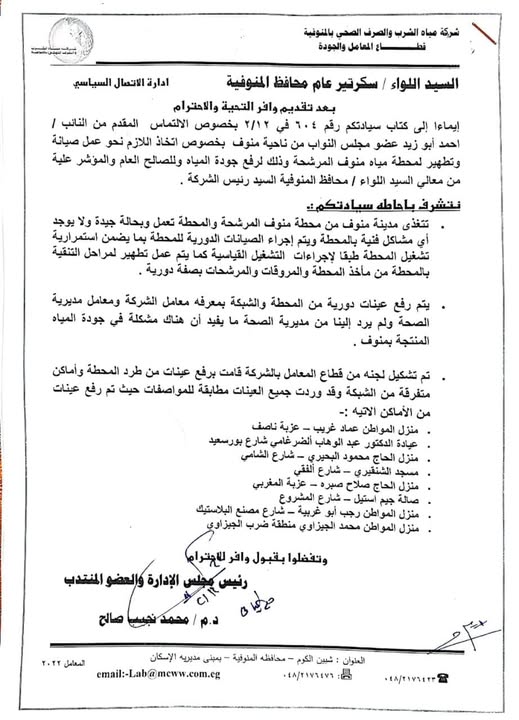 شركة مياه الشرب والصرف الصحي بالمنوفية
قطـــاع المعامل والجودة
السيد اللواء / سكرتير عام محافظ المنوفية
ادارة الاتصال السياسي
بعد تقديم وافر التحية والاحترام
إيماءا إلى كتاب سيادتكم رقم ٦٠٤ في ٢/١٢ بخصوص الالتماس المقدم من النائب /
احمد أبو زيد عضو مجلس النواب من ناحية منوف بخصوص اتخاذ اللازم نحو عمل صيانة
وتطهير لمحطة مياه منوف المرشحة وذلك لرفع جودة المياه وللصالح العام والمؤشر علية
من معالي السيد اللواء / محافظ المنوفية السيد رئيس الشركة .
نتشرف بإحاطه سيادتكم:-
• تتغذى مدينة منوف من محطة منوف المرشحة والمحطة تعمل وبحالة جيدة ولا يوجد
أي مشاكل فنية بالمحطة ويتم إجراء الصيانات الدورية للمحطة بما يضمن استمرارية
تشغيل المحطة طبقا لإجراءات التشغيل القياسية كما يتم عمل تطهير لمراحل التنقية
بالمحطة من مأخذ المحطة والمروقات والمرشحات بصفة دورية .
• يتم رفع عينات دورية من المحطة والشبكة بمعرفه معامل الشركة ومعامل مديرية
الصحة ولم يرد إلينا من مديرية الصحة ما يفيد أن هناك مشكلة في جودة المياه
المنتجة بمنوف .
• تم تشكيل لجنه من قطاع المعامل بالشركة قامت برفع عينات من طرد المحطة وأماكن
متفرقة من الشبكة وقد وردت جميع العينات مطابقة للمواصفات حيث تم رفع عينات
من الأماكن الاتيه :-
• منزل المواطن عماد غريب – عزبة ناصف
• عيادة الدكتور عبد الوهاب الضرغامي شارع بورسعيد
• منزل الحاج محمود البحيري – شارع الشامي
• مسجد الشنقيري – شارع الفقي
• منزل الحاج صلاح صبره – عزبة المغربي
• صالة جيم استيل – شارع المشروع
• منزل المواطن رجب أبو غربية – شارع مصنع البلاستيك
• منزل المواطن محمد الجيزاوي منطقة ضرب الجيزاوي
وتفضلوا بقبول وافر الاحترام
رئيس مجلس الإدارة والعضو المنتدب
د.م / محمد نجيب صالح
العنوان : شبين الكوم – محافظه المنوفية – بمبنى مديريه الإسكان
المعامل ٢٠٢٢
٠٤٨/٢١٧٦٤٢٣
٠٤٨/٢١٧٦٤٧٦ :
email:-Lab@mcww.com.eg